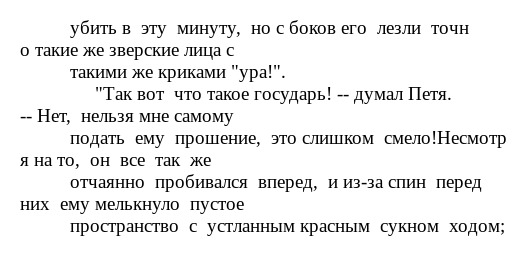 убить в эту минуту, но с боков его лезли точн
о такие же зверские лица с
такими же криками "ура!".
"Так вот что такое государь! -- думал Петя.
-- Нет, нельзя мне самому
подать ему прошение, это слишком смело!Несмотр
я на то, он все так же
отчаянно пробивался вперед, и из-за спин перед
них ему мелькнуло пустое
пространство с устланным красным сукном ходом;